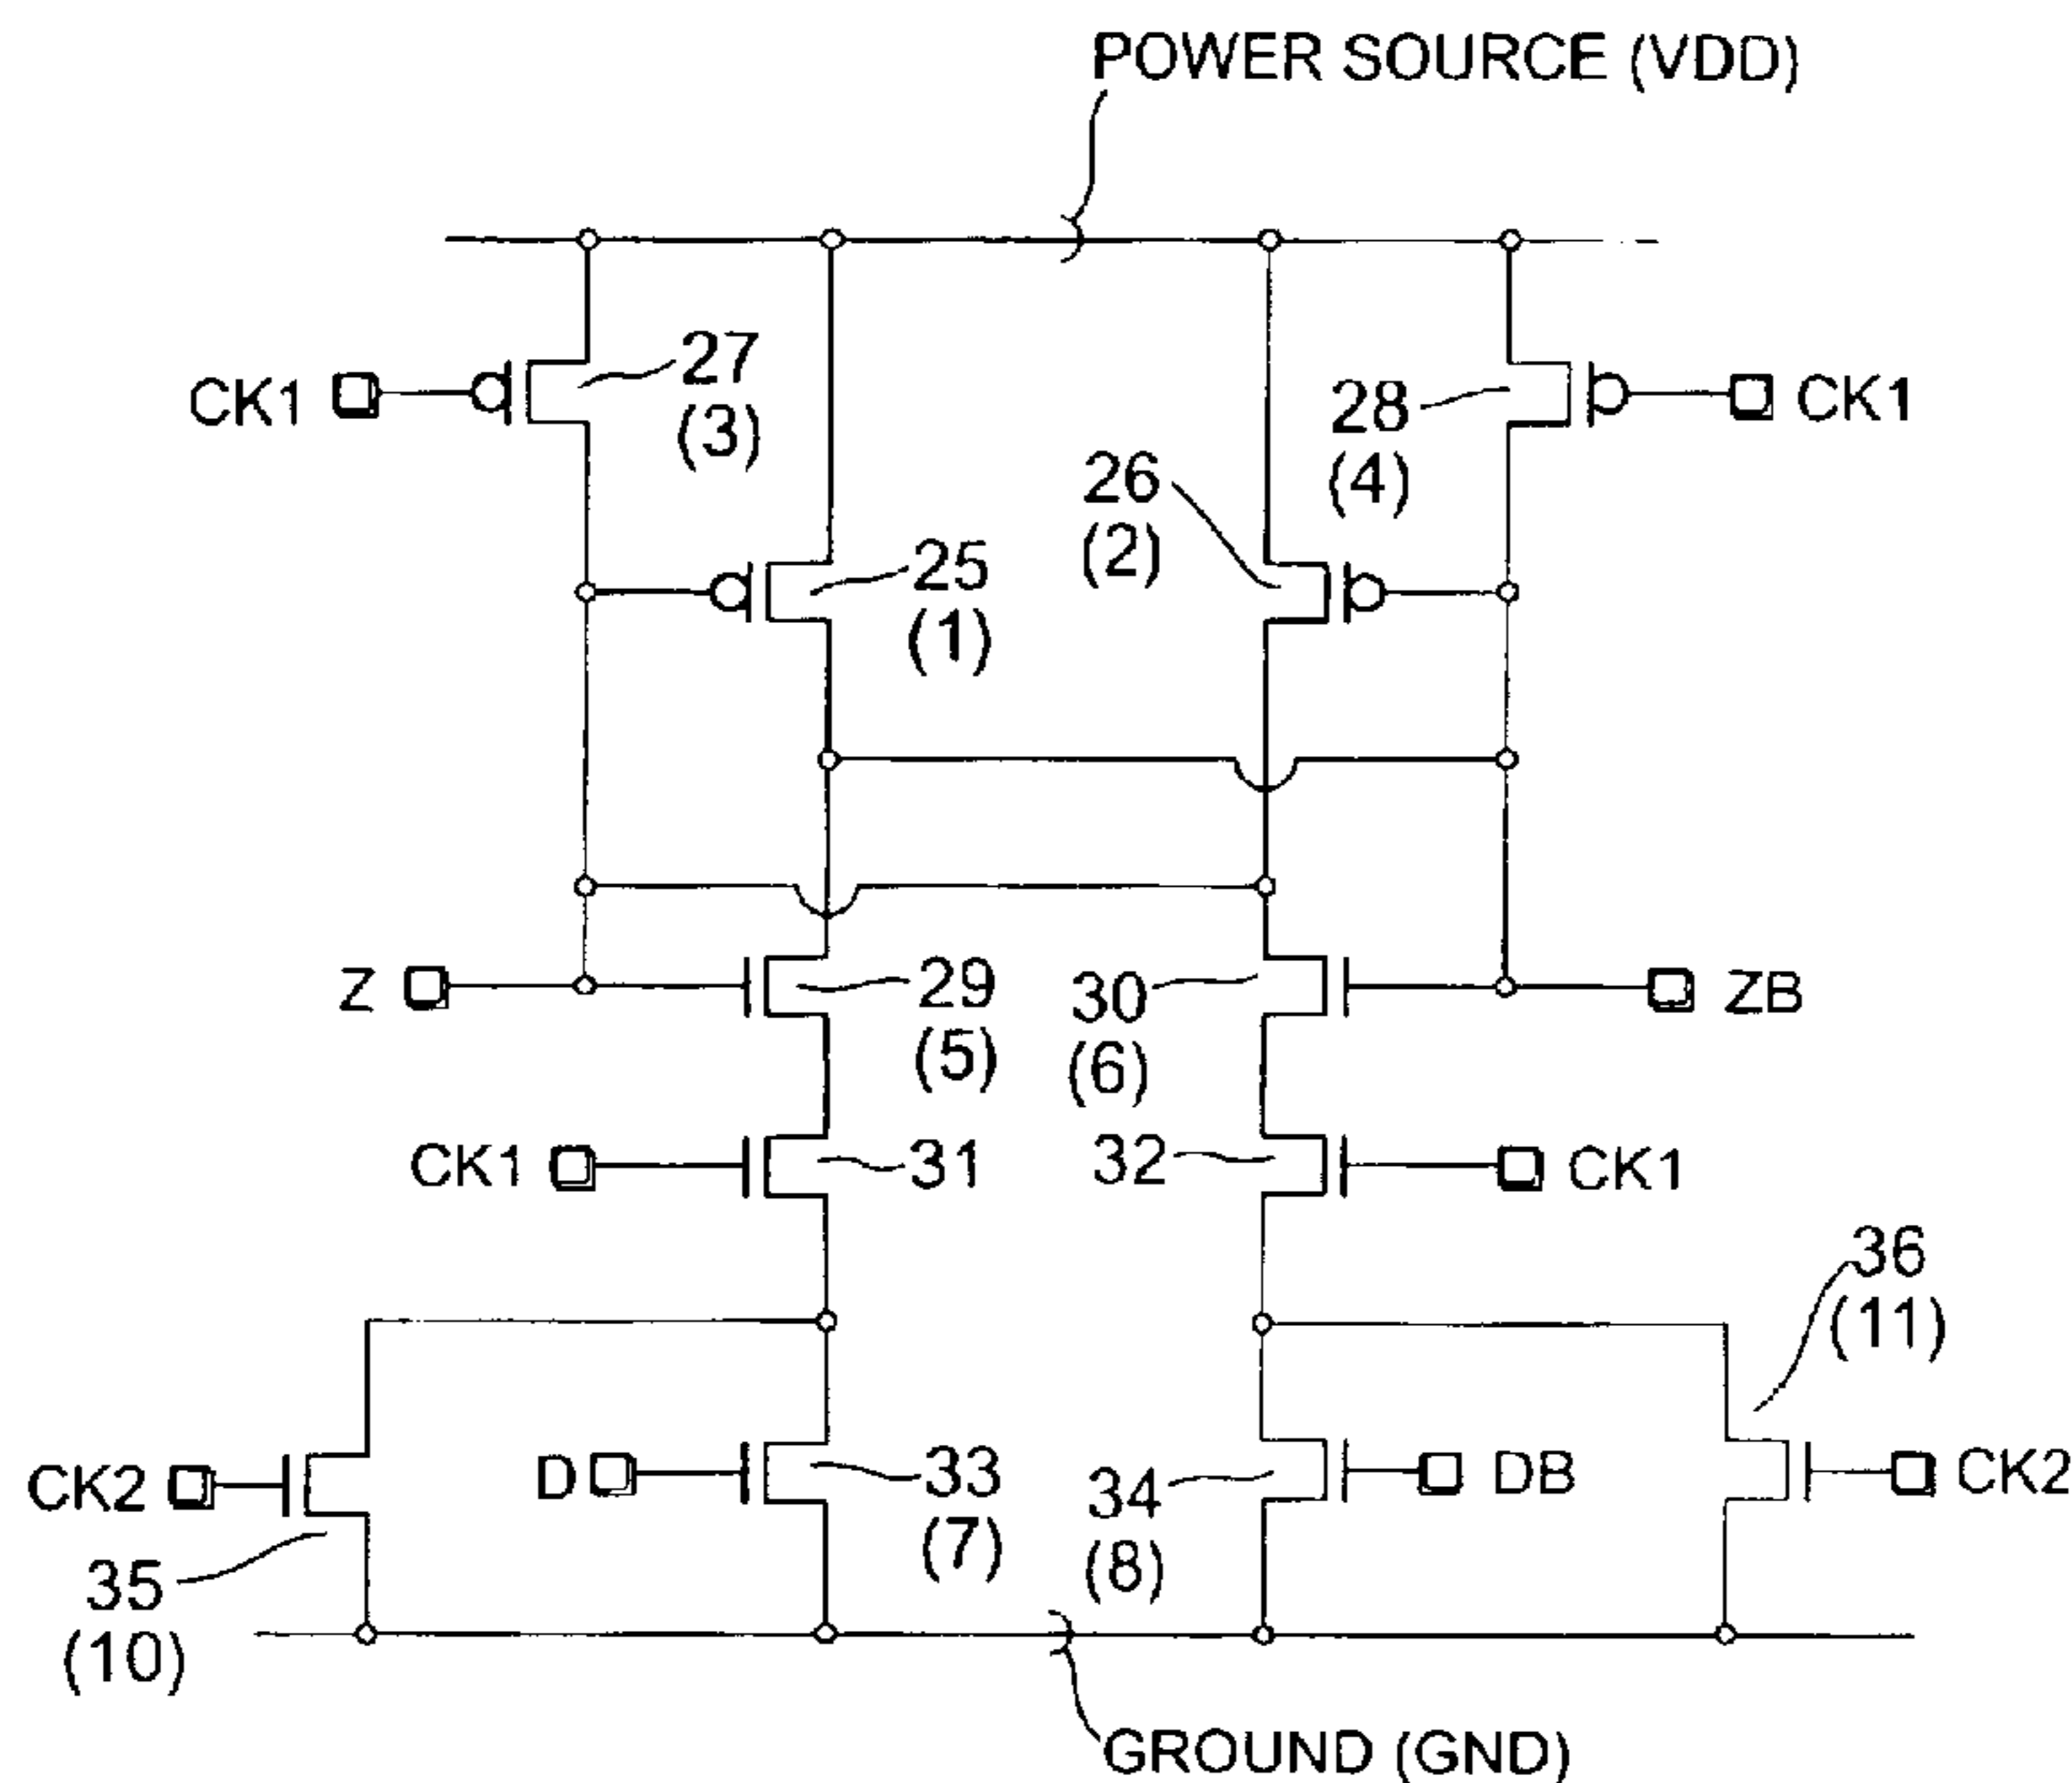 POWER SOURCE (VDD)
CK1
27
(3)
28
(4)
CK1
26
(2)
25
(1)
Z
29
(5)
30
(6)
ZB
CK1
31
32
CK1
36
(11)
CK2
D
33
(7)
34
(8)
DB
CK2
35
(10)
GROUND (GND)